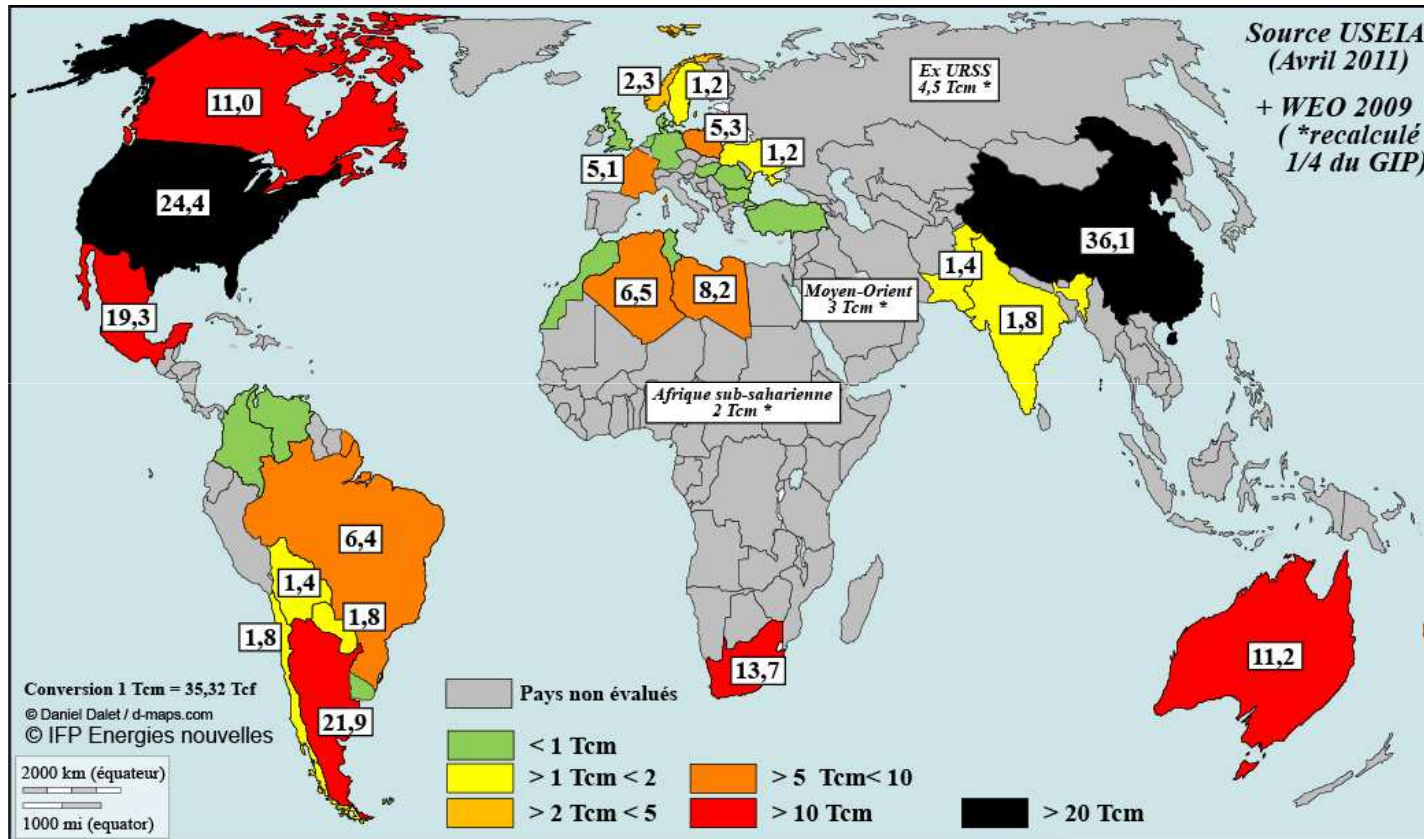 Source USEIA
(Avril 2011)
+ WEO 2009
( *recalculé
1/4 du GIP)
Ex URSS
4,5 Tcm *
11,0
2,3
1,2
5,3
1,2
5,1
24,4
36,1
1,4
6,5
8,2
Moyen-Orient
3 Tcm *
19,3
1,8
Afrique sub-saharienne
2 Tcm *
6,4
1,4
1,8
1,8
13,7
11,2
21,9
Conversion 1 Tcm = 35,32 Tcf
© Daniel Dalet / d-maps.com
© IFP Energies nouvelles
2000 km (équateur)
1000 mi (equator)
Pays non évalués
< 1 Tcm
> 1 Tcm < 2
> 5 Tcm< 10
> 2 Tcm < 5
> 10 Tcm
> 20 Tcm